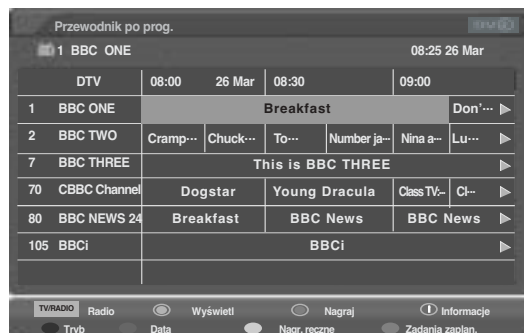 Przewodnik po prog.
1 BBC ONE 08:25 26 Mar
DTV 08:00 26 Mar 08:30 09:00
1 BBC ONE Breakfast Don'···
2 BBC TWO Cramp··· Chuck··· To··· Number ja··· Nina a··· Lu···
7 BBC THREE This is BBC THREE
70 CBBC Channel Dogstar Young Dracula Class TV:··· Cl···
80 BBC NEWS 24 Breakfast BBC News BBC News
105 BBCi BBCi
TV/RADIO Radio Wyświetl Nagraj Informacje
Tryb Data Nagr. ręczne Zadania zaplan.